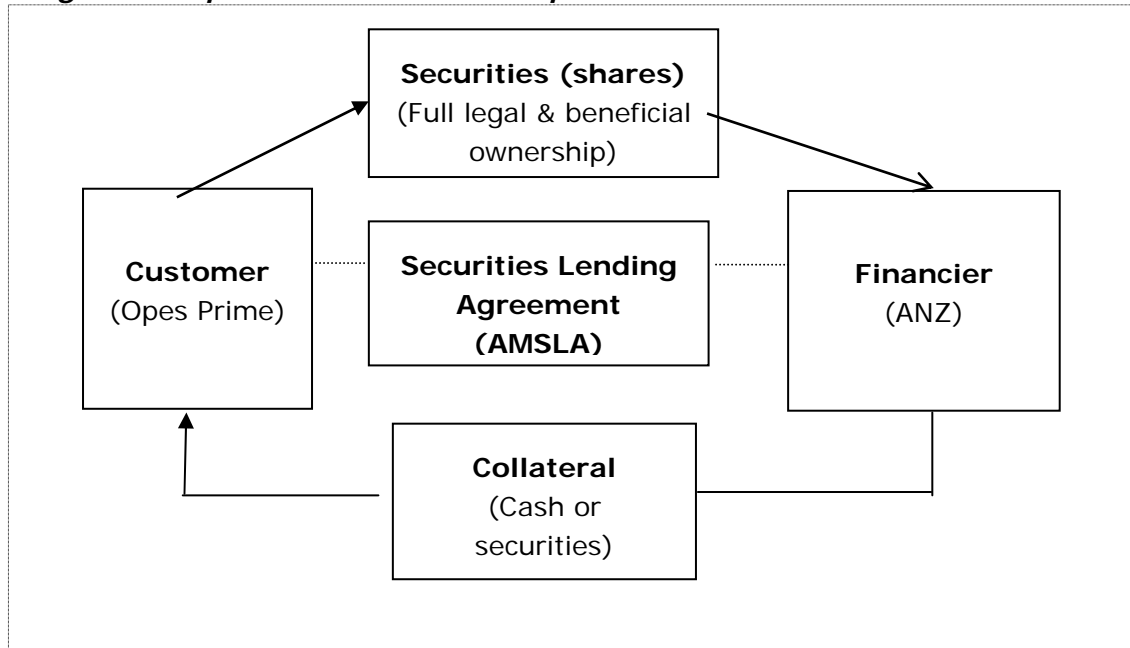 Securities (shares)
(Full legal & beneficial
ownership)
Customer
(Opes Prime)
Securities Lending
Agreement
(AMSLA)
Financier
(ANZ)
Collateral
(Cash or
securities)